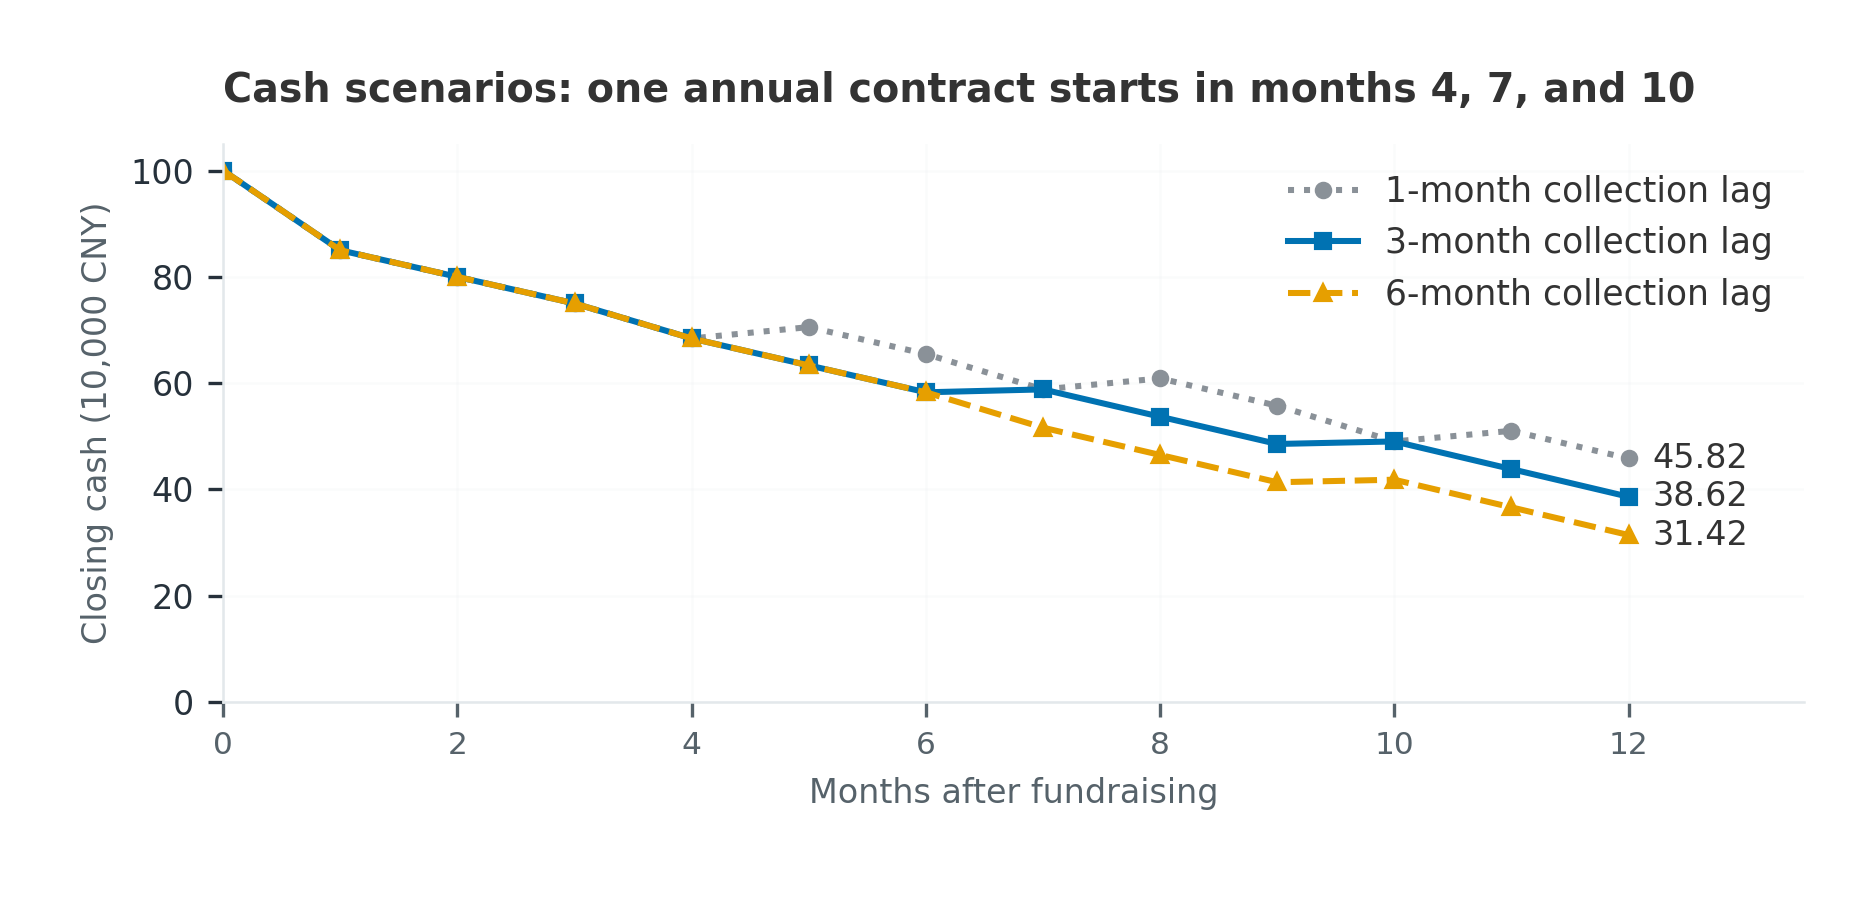 Cash scenarios: one annual contract starts in months 4, 7, and 10
Closing cash (10,000 CNY)
100
80
60
40
20
0
1-month collection lag
3-month collection lag
6-month collection lag
45.82
38.62
31.42
0 2 4 6 8 10 12
Months after fundraising